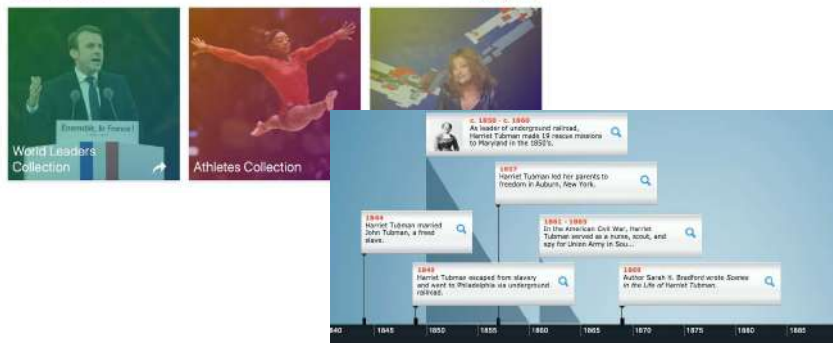 Ensemble, la France !
World Leaders
Collection
Athletes Collection
c. 1850 - c. 1860
As leader of underground railroad,
Harriet Tubman made 19 rescue missions
to Maryland in the 1850's.
1857
Harriet Tubman led her parents to
freedom in Auburn, New York.
1844
Harriet Tubman married
John Tubman, a freed
slave.
1861 - 1865
In the American Civil War, Harriet
Tubman served as a nurse, scout, and
spy for Union Army in Sou...
1849
Harriet Tubman escaped from slavery
and went to Philadelphia via underground
railroad.
1869
Author Sarah H. Bradford wrote Scenes
in the Life of Harriet Tubman.
840 1845 1850 1855 1860 1865 1870 1875 1880 1885